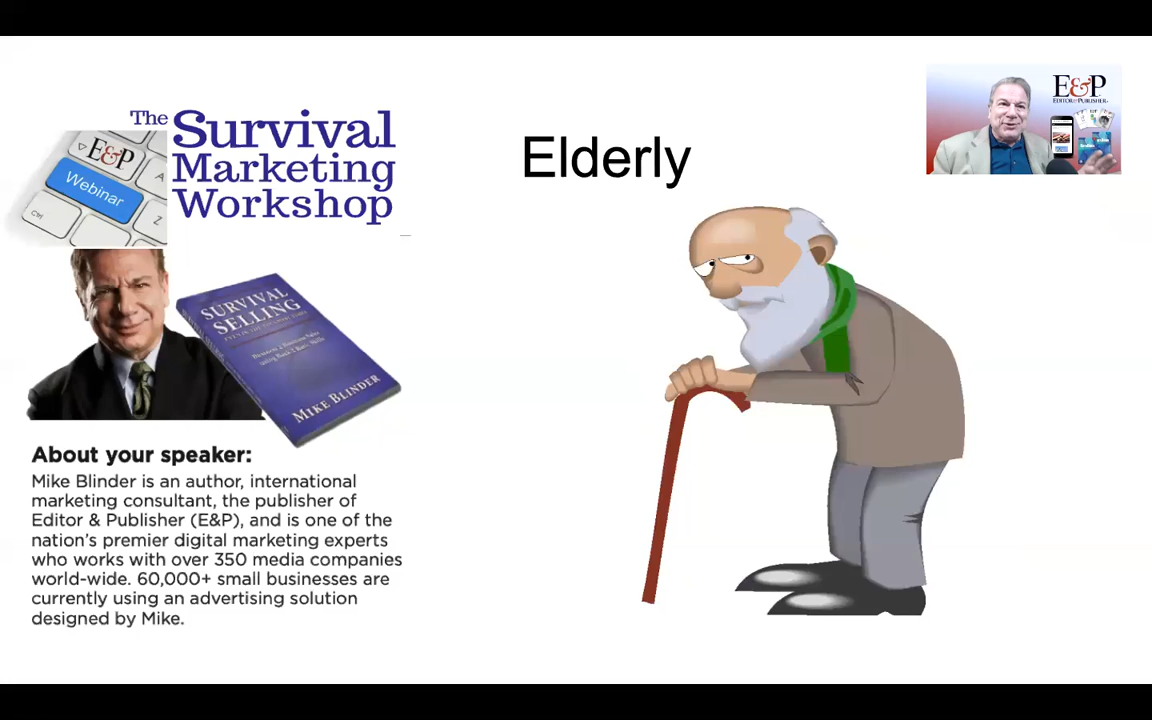 The
Survival
Marketing
Workshop
E&P
Webinar
Ctrl
A
Z
SURVIVAL
SELLING
MIKE BLINDER
About your speaker:
Mike Blinder is an author, international
marketing consultant, the publisher of
Editor & Publisher (E&P), and is one of the
nation's premier digital marketing experts
who works with over 350 media companies
world-wide. 60,000+ small businesses are
currently using an advertising solution
designed by Mike.
Elderly
E&P
EDITOR&PUBLISHER